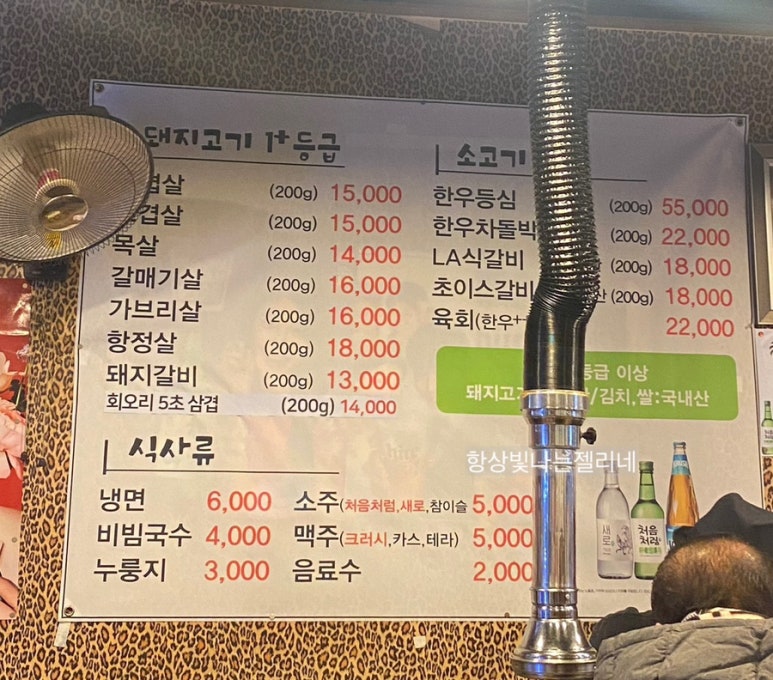 돼지고기 1+등급
겹살 (200g) 15,000
겹살 (200g) 15,000
목살 (200g) 14,000
갈매기살 (200g) 16,000
가브리살 (200g) 16,000
항정살 (200g) 18,000
돼지갈비 (200g) 13,000
회오리 5초 삼겹 (200g) 14,000
소고기
한우등심 (200g) 55,000
한우차돌박 (200g) 22,000
LA식갈비 (200g) 18,000
초이스갈비 산 (200g) 18,000
육회(한우 22,000
등급 이상
돼지고 /김치,쌀:국내산
식사류
냉면 6,000
비빔국수 4,000
누룽지 3,000
소주(처음처럼,새로,참이슬 5,000
맥주(크러시,카스,테라) 5,000
음료수 2,000
항상빛나는젤리네
새로
처음처럼